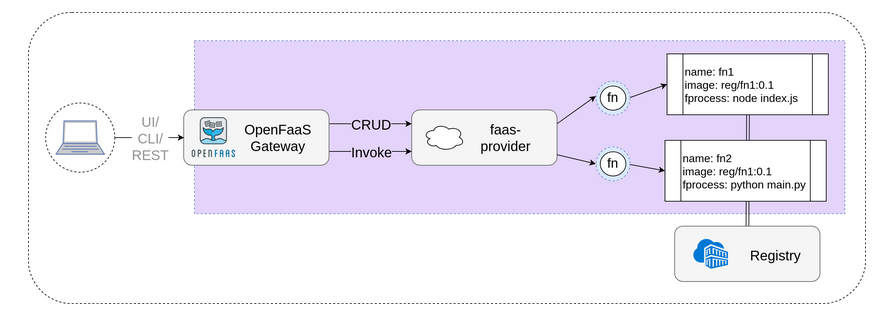 UI/
CLI/
REST
OPENFAAS
OpenFaaS
Gateway
CRUD
Invoke
faas-
provider
fn
fn
name: fn1
image: reg/fn1:0.1
fprocess: node index.js
name: fn2
image: reg/fn1:0.1
fprocess: python main.py
Registry